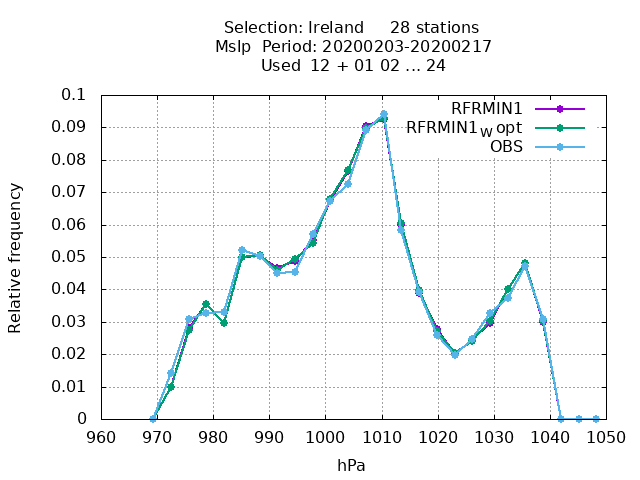 Selection: Ireland     28 stations
Mslp  Period: 20200203-20200217
Used  12 + 01 02 ... 24
RFRMIN1
RFRMIN1w opt
OBS
Relative frequency
0.1
0.09
0.08
0.07
0.06
0.05
0.04
0.03
0.02
0.01
0
960 970 980 990 1000 1010 1020 1030 1040 1050
hPa